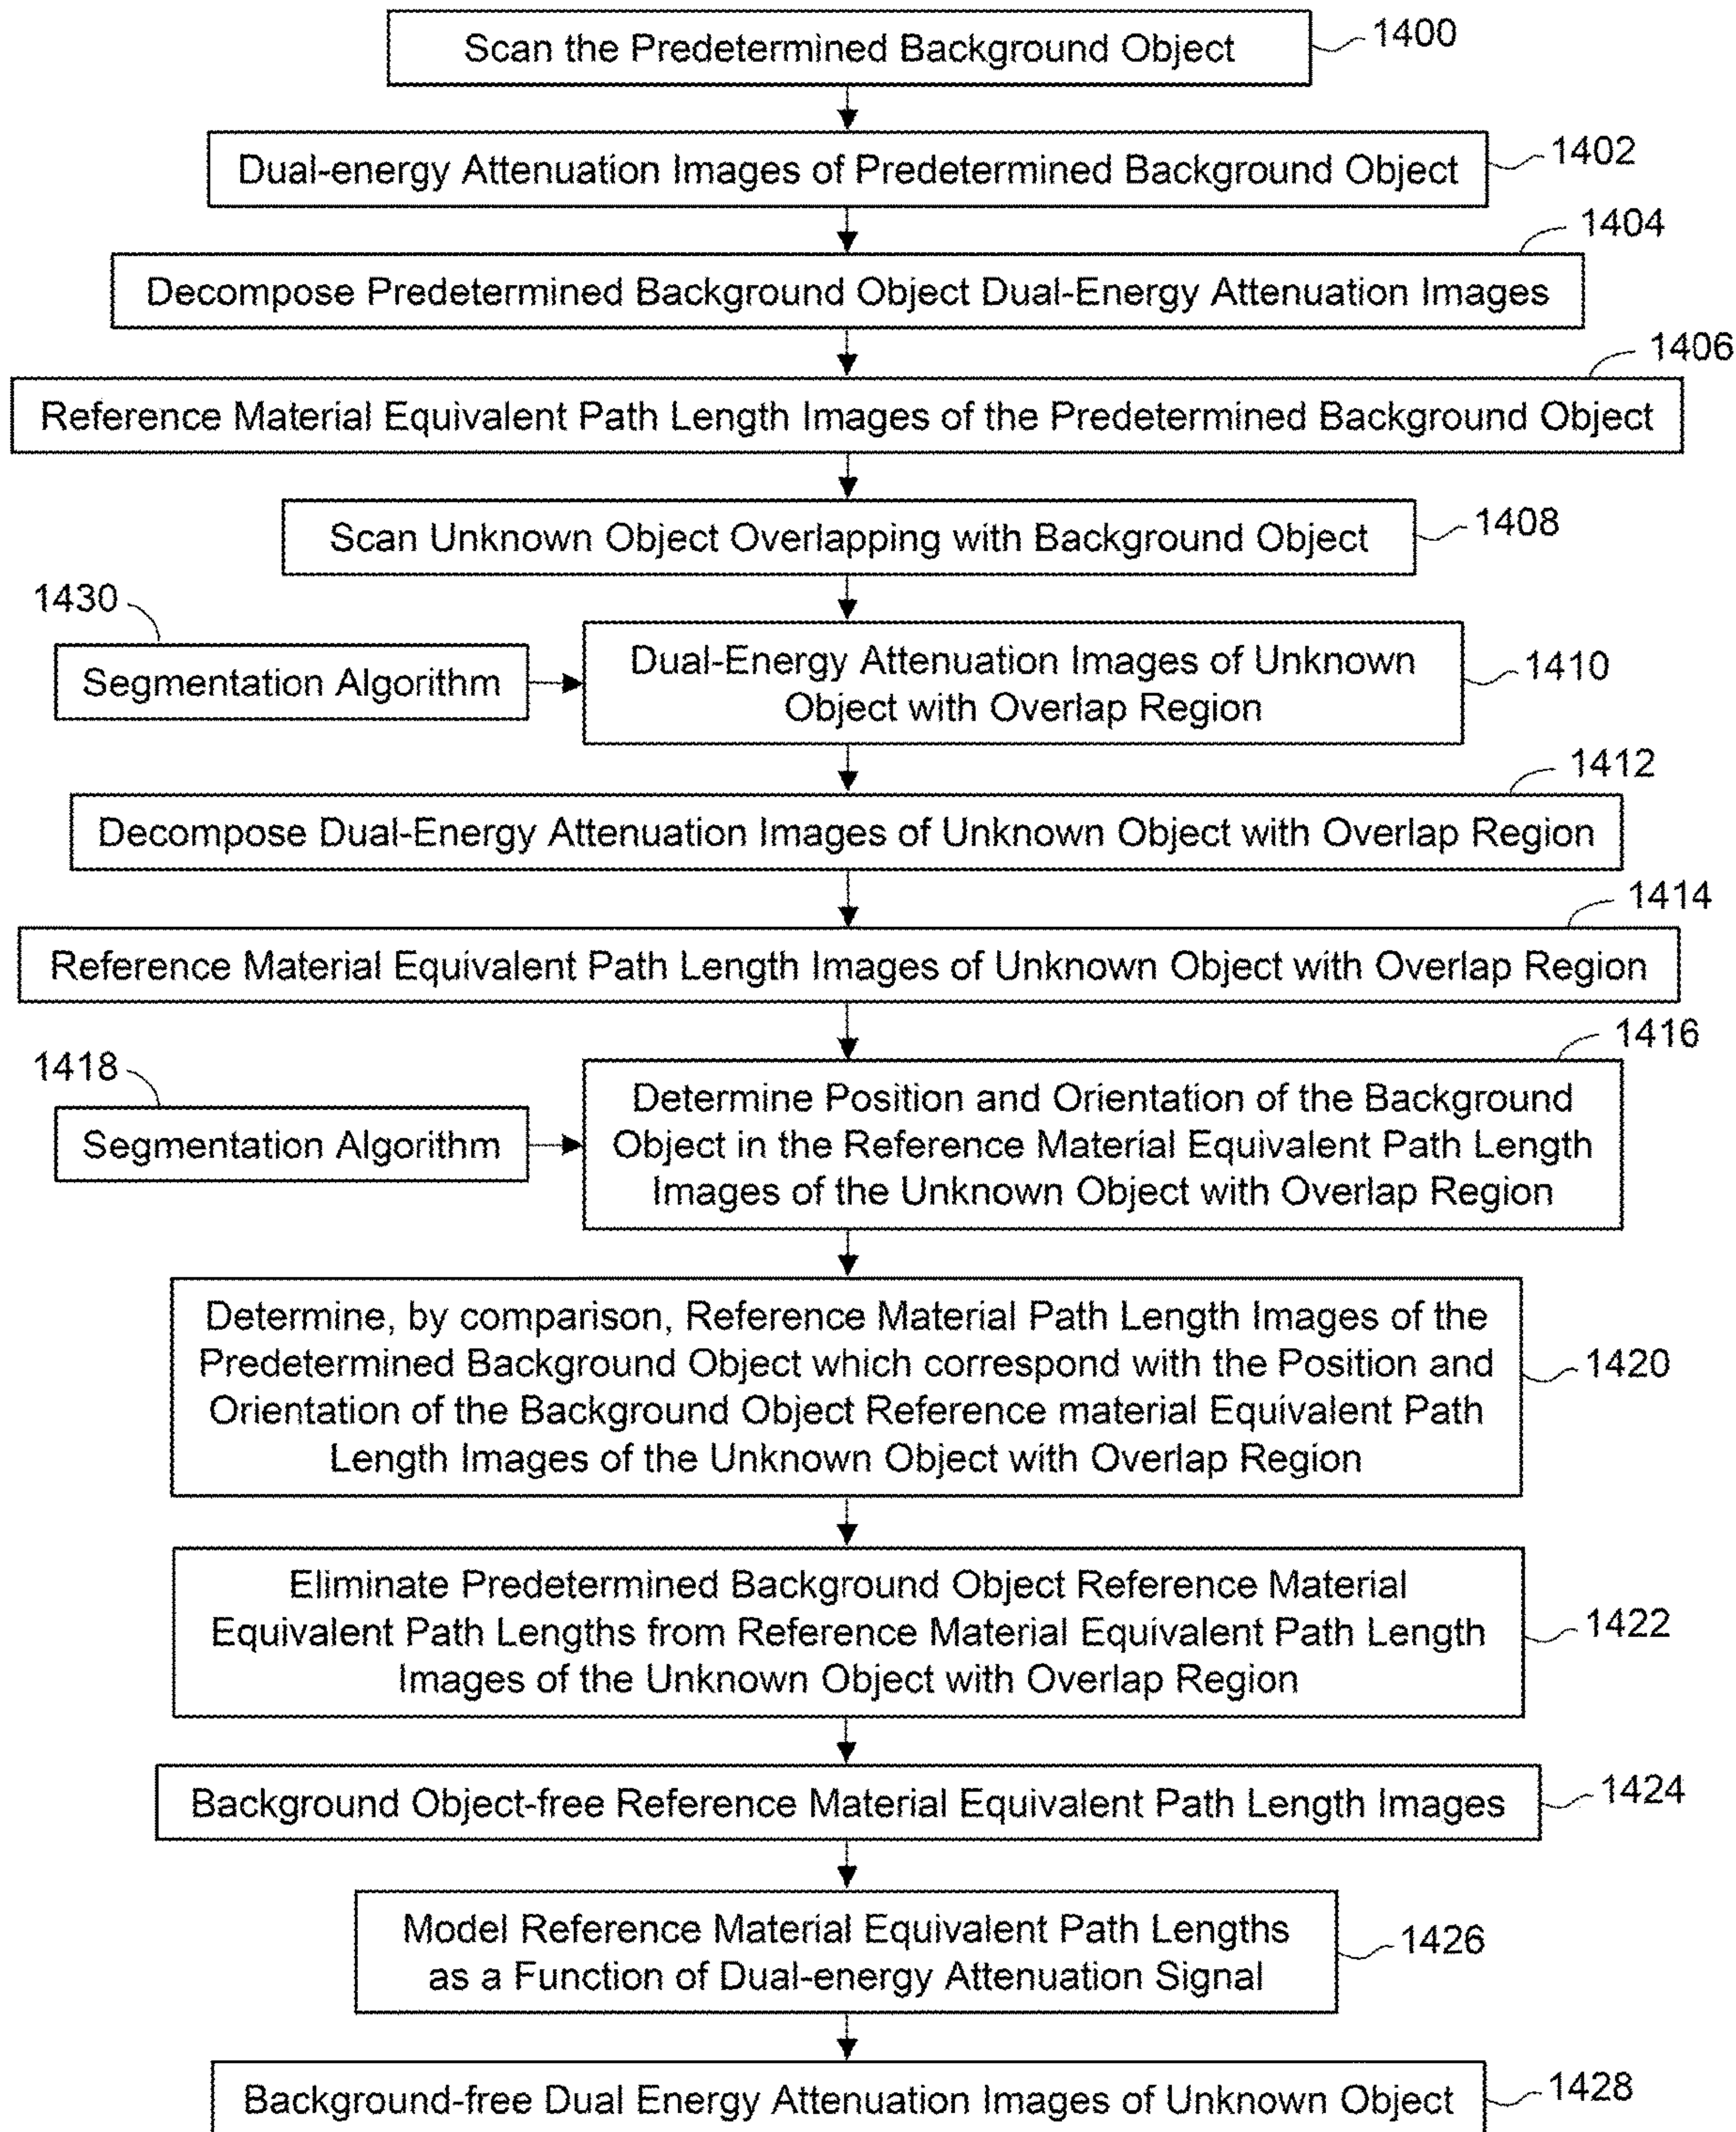 Scan the Predetermined Background Object
1400
Dual-energy Attenuation Images of Predetermined Background Object
1402
1404
Decompose Predetermined Background Object Dual-Energy Attenuation Images
1406
Reference Material Equivalent Path Length Images of the Predetermined Background Object
Scan Unknown Object Overlapping with Background Object
1408
1430
Segmentation Algorithm
Dual-Energy Attenuation Images of Unknown
Object with Overlap Region
1410
1412
Decompose Dual-Energy Attenuation Images of Unknown Object with Overlap Region
1414
Reference Material Equivalent Path Length Images of Unknown Object with Overlap Region
1416
1418
Segmentation Algorithm
Determine Position and Orientation of the Background
Object in the Reference Material Equivalent Path Length
Images of the Unknown Object with Overlap Region
Determine, by comparison, Reference Material Path Length Images of the
Predetermined Background Object which correspond with the Position and
Orientation of the Background Object Reference material Equivalent Path
Length Images of the Unknown Object with Overlap Region
1420
Eliminate Predetermined Background Object Reference Material
Equivalent Path Lengths from Reference Material Equivalent Path Length
Images of the Unknown Object with Overlap Region
1422
Background Object-free Reference Material Equivalent Path Length Images
1424
Model Reference Material Equivalent Path Lengths
as a Function of Dual-energy Attenuation Signal
1426
Background-free Dual Energy Attenuation Images of Unknown Object
1428